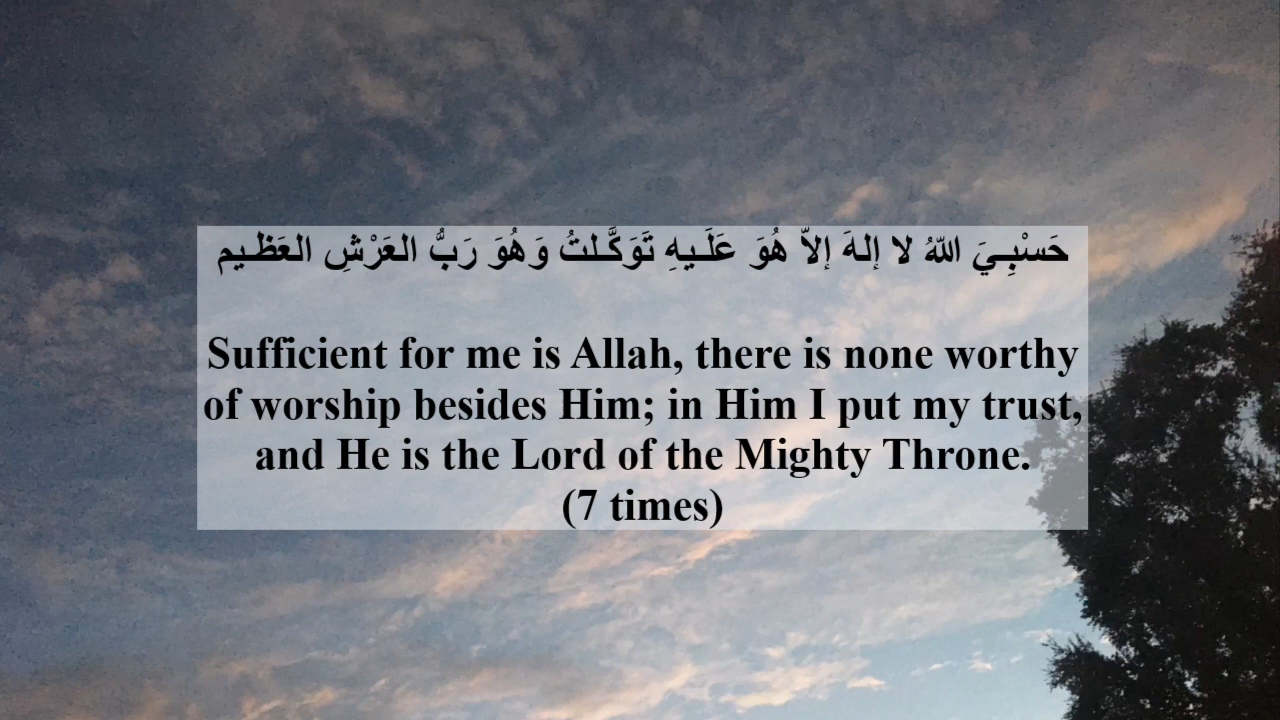 حَسْبِـيَ اللّهُ لا إلهَ إلاّ هُوَ عَلَـيهِ تَوَكَّـلتُ وَهُوَ رَبُّ العَرْشِ العَظـيم
Sufficient for me is Allah, there is none worthy
of worship besides Him; in Him I put my trust,
and He is the Lord of the Mighty Throne.
(7 times)